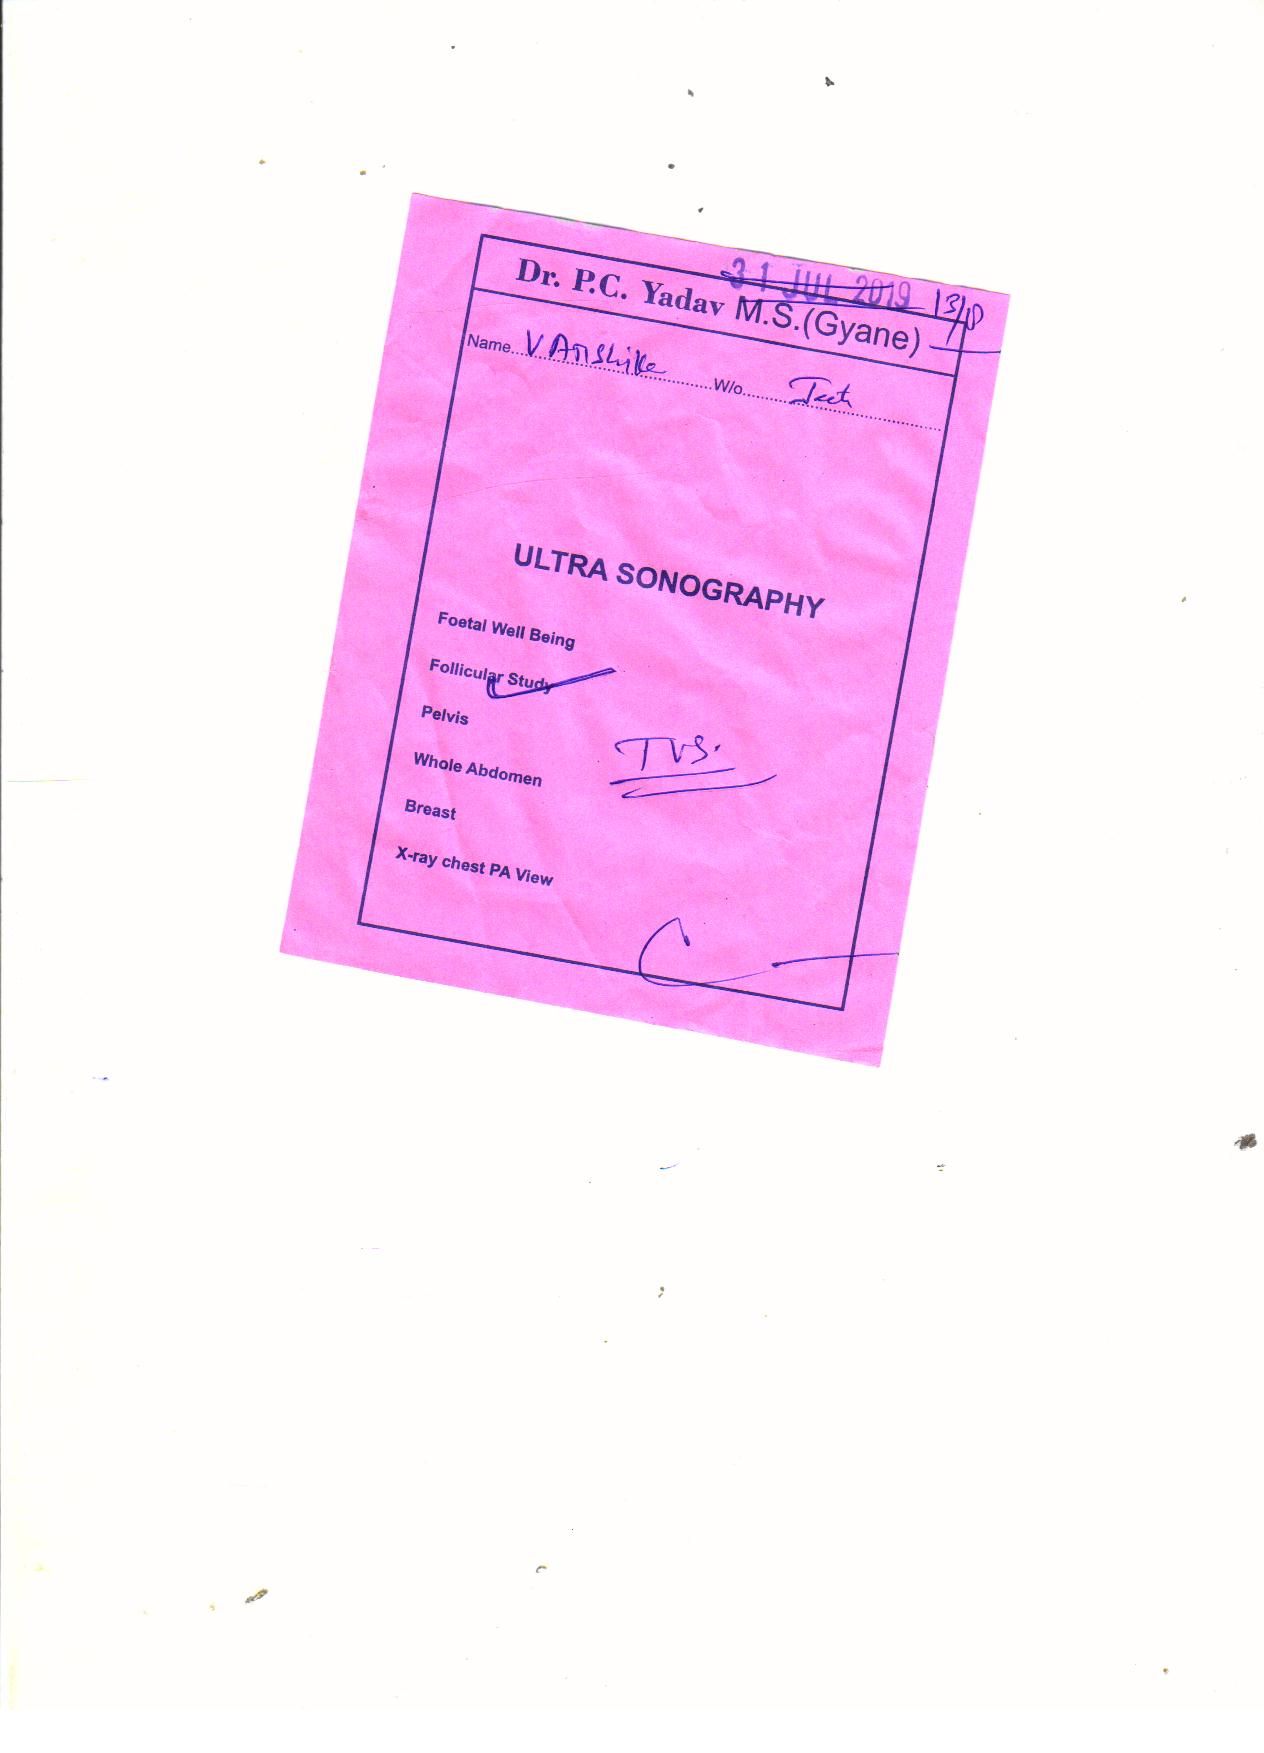 31 JUL 2019 13/8
Dr. P.C. Yadav M.S.(Gyane)
Name....VAnshika..........W/o..........Jeet..........
ULTRA SONOGRAPHY
Foetal Well Being
Follicular Study
Pelvis
TVS.
Whole Abdomen
Breast
X-ray chest PA View